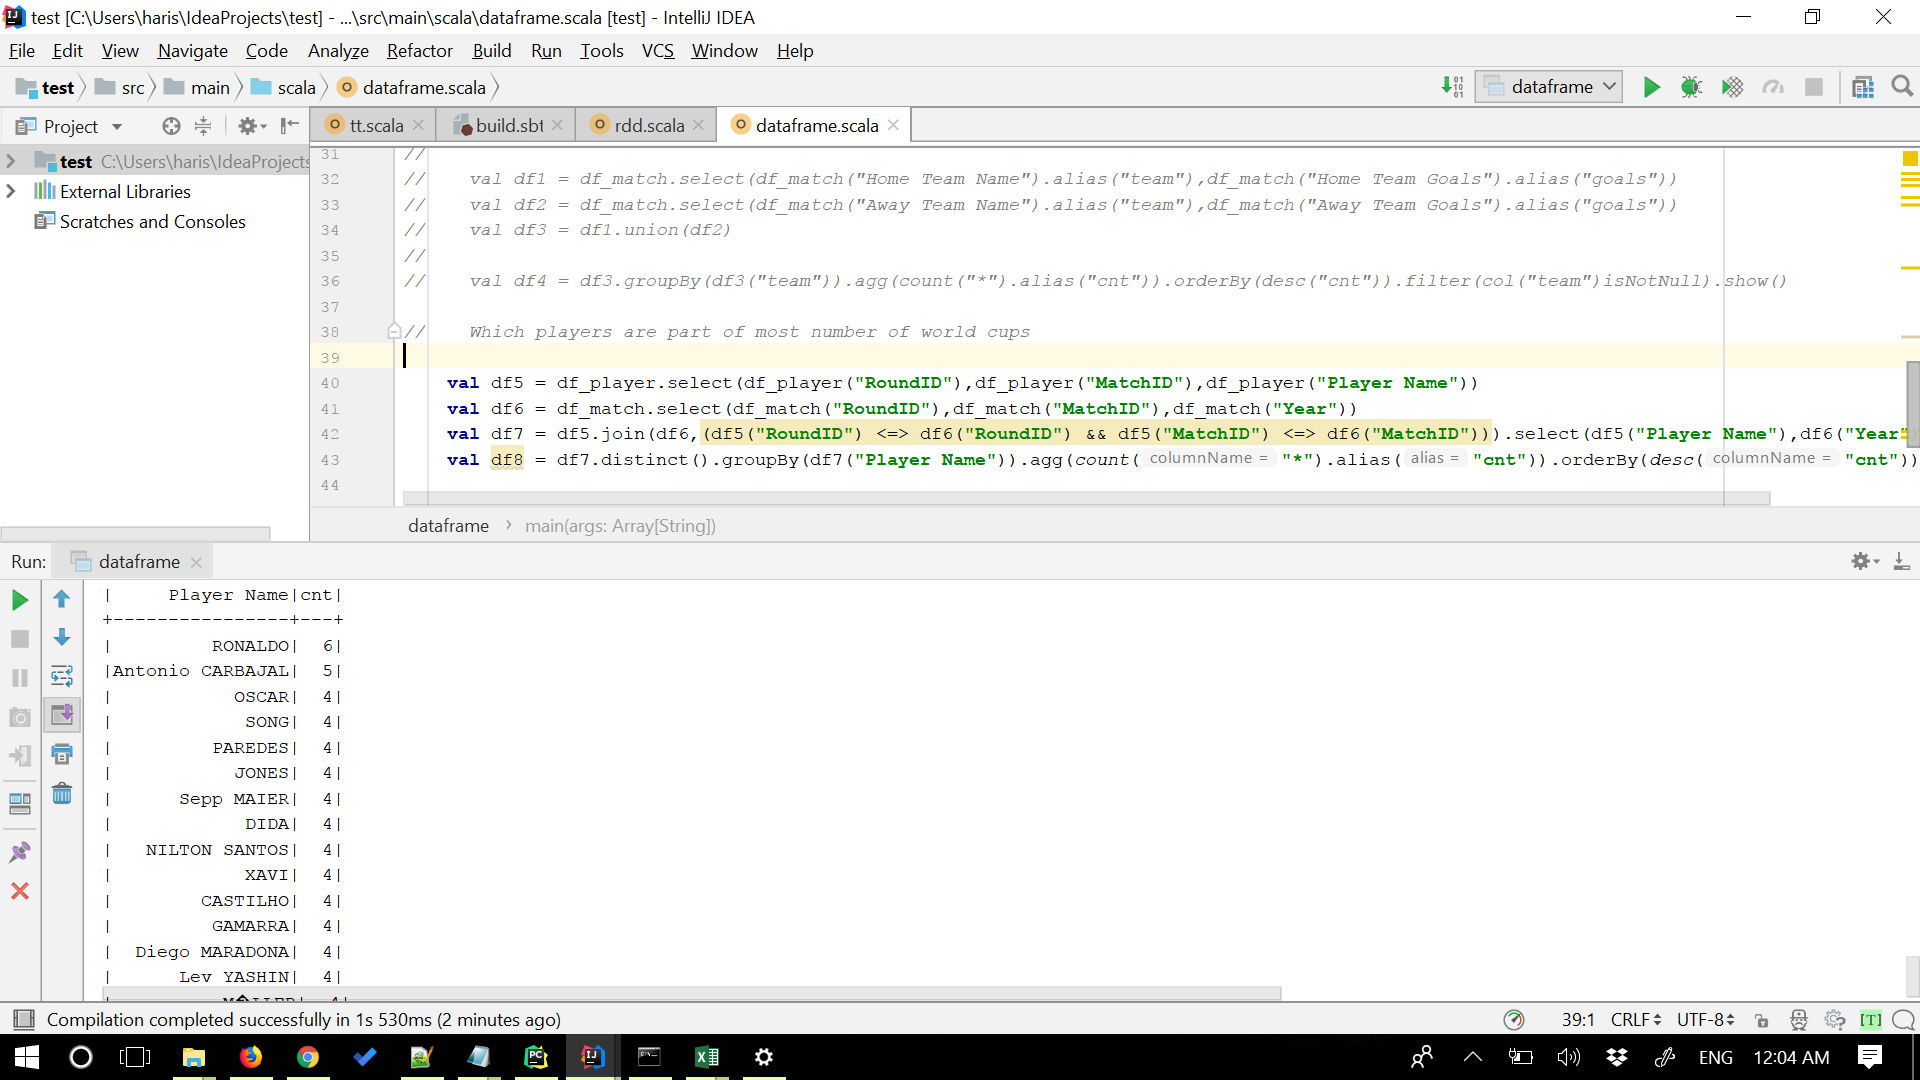 test [C:\Users\haris\IdeaProjects\test] - ...\src\main\scala\dataframe.scala [test] - IntelliJ IDEA
File Edit View Navigate Code Analyze Refactor Build Run Tools VCS Window Help
test src main scala dataframe.scala dataframe
Project tt.scala build.sbt rdd.scala dataframe.scala
test C:\Users\haris\IdeaProjects
External Libraries
Scratches and Consoles
31 //
32 // val df1 = df_match.select(df_match("Home Team Name").alias("team"),df_match("Home Team Goals").alias("goals"))
33 // val df2 = df_match.select(df_match("Away Team Name").alias("team"),df_match("Away Team Goals").alias("goals"))
34 // val df3 = df1.union(df2)
35 //
36 // val df4 = df3.groupBy(df3("team")).agg(count("*").alias("cnt")).orderBy(desc("cnt")).filter(col("team")isNotNull).show()
37
38 // Which players are part of most number of world cups
39
40 val df5 = df_player.select(df_player("RoundID"),df_player("MatchID"),df_player("Player Name"))
41 val df6 = df_match.select(df_match("RoundID"),df_match("MatchID"),df_match("Year"))
42 val df7 = df5.join(df6,(df5("RoundID") <=> df6("RoundID") && df5("MatchID") <=> df6("MatchID"))).select(df5("Player Name"),df6("Year"
43 val df8 = df7.distinct().groupBy(df7("Player Name")).agg(count( columnName = "*").alias( alias = "cnt")).orderBy(desc( columnName = "cnt"))
44
dataframe › main(args: Array[String])
Run: dataframe
| Player Name|cnt|
+----------------+---+
| RONALDO| 6|
|Antonio CARBAJAL| 5|
| OSCAR| 4|
| SONG| 4|
| PAREDES| 4|
| JONES| 4|
| Sepp MAIER| 4|
| DIDA| 4|
| NILTON SANTOS| 4|
| XAVI| 4|
| CASTILHO| 4|
| GAMARRA| 4|
| Diego MARADONA| 4|
| Lev YASHIN| 4|
Compilation completed successfully in 1s 530ms (2 minutes ago) 39:1 CRLF UTF-8 [T]
ENG 12:04 AM